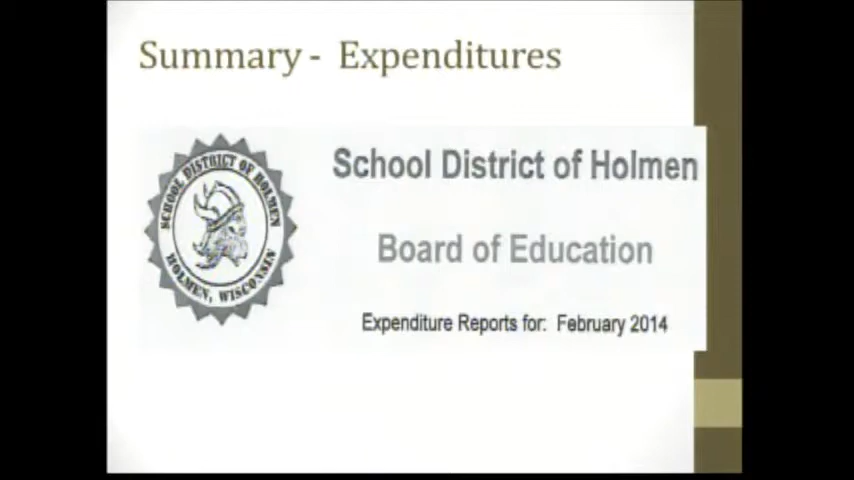 Summary - Expenditures
SCHOOL DISTRICT OF HOLMEN
HOLMEN, WISCONSIN
School District of Holmen
Board of Education
Expenditure Reports for: February 2014